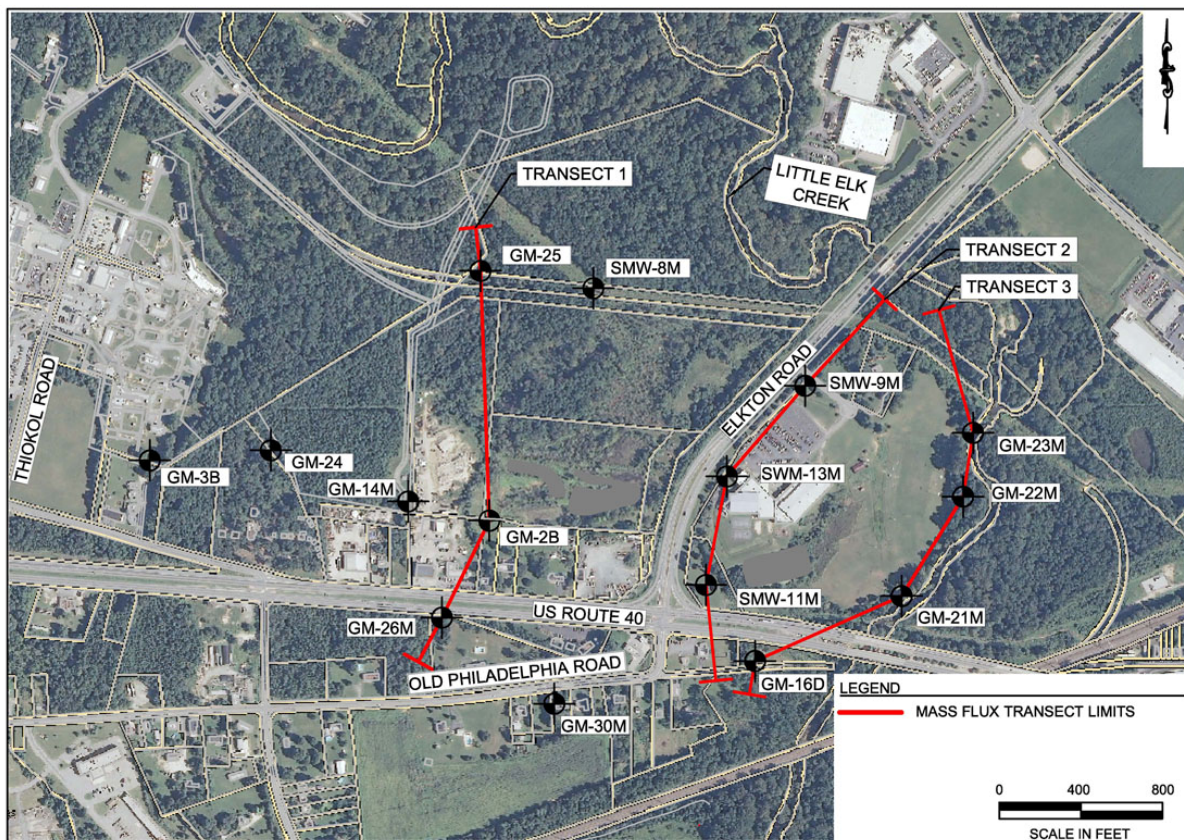 TRANSECT 1
LITTLE ELK
CREEK
GM-25
SMW-8M
TRANSECT 2
TRANSECT 3
ELKTON ROAD
SMW-9M
THIOKOL ROAD
GM-3B
GM-24
GM-14M
SWM-13M
GM-23M
GM-22M
GM-2B
SMW-11M
GM-21M
US ROUTE 40
GM-26M
OLD PHILADELPHIA ROAD
GM-16D
GM-30M
LEGEND
MASS FLUX TRANSECT LIMITS
0 400 800
SCALE IN FEET